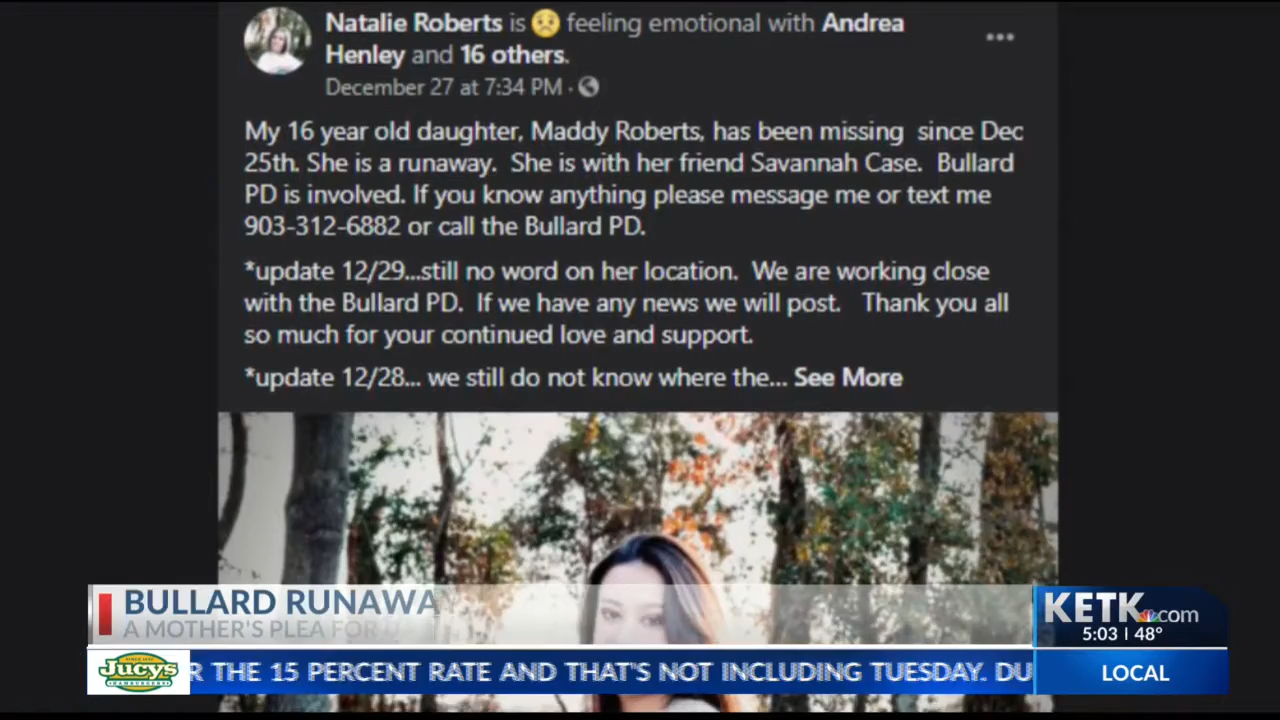 Natalie Roberts is feeling emotional with Andrea
Henley and 16 others.
December 27 at 7:34 PM ·
My 16 year old daughter, Maddy Roberts, has been missing since Dec
25th. She is a runaway. She is with her friend Savannah Case. Bullard
PD is involved. If you know anything please message me or text me
903-312-6882 or call the Bullard PD.
*update 12/29...still no word on her location. We are working close
with the Bullard PD. If we have any news we will post. Thank you all
so much for your continued love and support.
*update 12/28... we still do not know where the... See More
BULLARD RUNAWA
A MOTHER'S PLEA FOR
KETK.com
5:03 | 48°
Jucys
HAMBURGERS
R THE 15 PERCENT RATE AND THAT'S NOT INCLUDING TUESDAY. DU
LOCAL